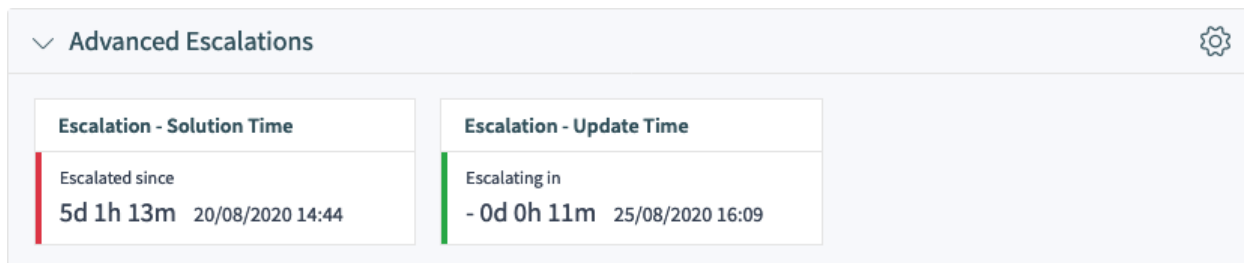 Advanced Escalations
Escalation - Solution Time
Escalated since
5d 1h 13m 20/08/2020 14:44
Escalation - Update Time
Escalating in
- 0d 0h 11m 25/08/2020 16:09